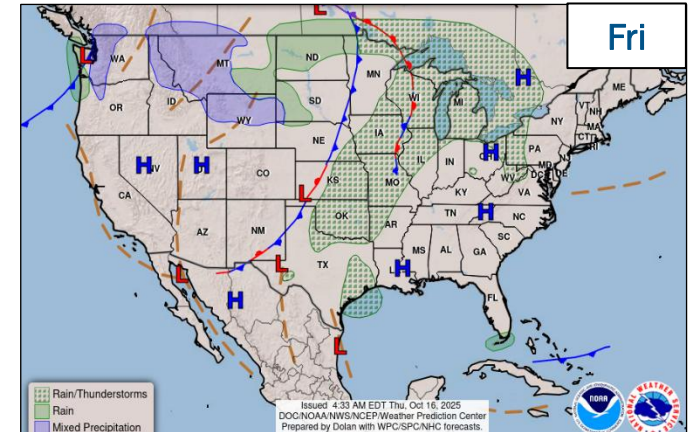 Fri
L
WA
MT
ND
MN
OR
ID
SD
WI
MI
H
ME
WY
VT
NH
NY
MA
CT
RI
NE
IA
PA
H
H
NV
H
CO
IL
IN
OH
H
MD
DE
DC
WV
VA
CA
L
KS
MO
KY
AZ
NM
OK
AR
TN
H
NC
SC
L
L
TX
MS
AL
GA
LA
H
H
FL
L
Rain/Thunderstorms
Rain
Mixed Precipitation
Issued 4:33 AM EDT Thu, Oct 16, 2025
DOC/NOAA/NWS/NCEP/Weather Prediction Center
Prepared by Dolan with WPC/SPC/NHC forecasts.
NOAA
NATIONAL WEATHER SERVICE